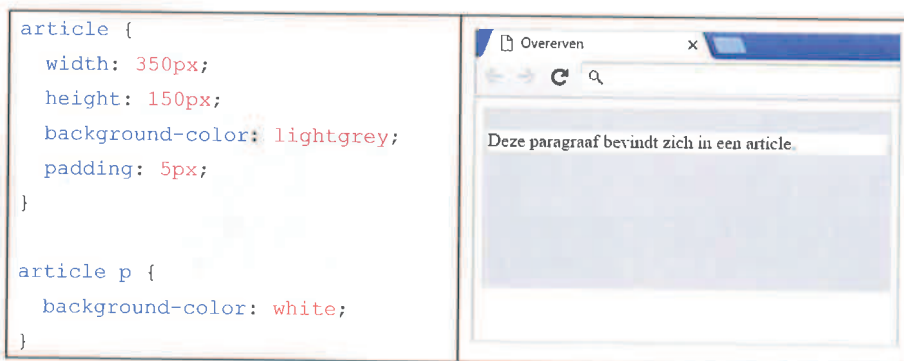 article {
width: 350px;
height: 150px;
background-color: lightgrey;
padding: 5px;
}
article p {
background-color: white;
}
Overerven
Deze paragraaf bevindt zich in een article.